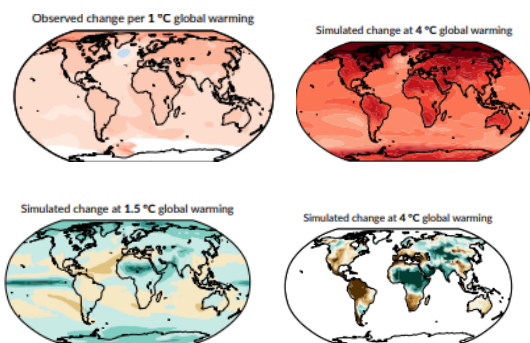 Observed change per 1 °C global warming
Simulated change at 4 °C global warming
Simulated change at 1.5 °C global warming
Simulated change at 4 °C global warming